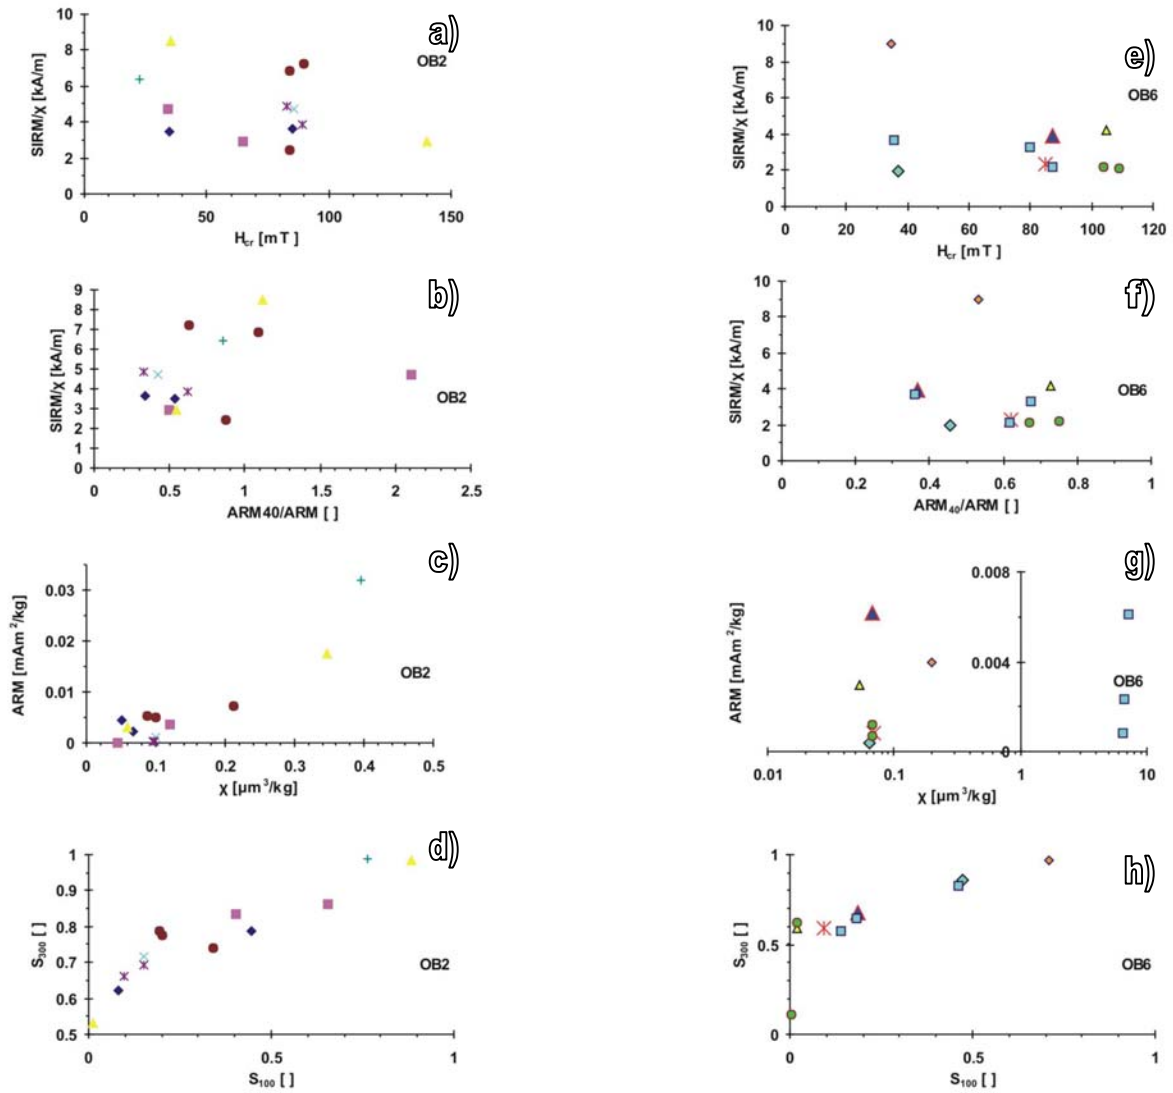 a)
OB2
SIRM/χ [kA/m]
10
8
6
4
2
0
0 50 100 150
Hcr [mT ]
e)
OB6
SIRM/χ [kA/m]
10
8
6
4
2
0
0 20 40 60 80 100 120
Hcr [mT ]
b)
OB2
SIRM/χ [kA/m]
9
8
7
6
5
4
3
2
1
0
0 0.5 1 1.5 2 2.5
ARM40/ARM [ ]
f)
OB6
SIRM/χ [kA/m]
10
8
6
4
2
0
0 0.2 0.4 0.6 0.8 1
ARM40/ARM [ ]
c)
OB2
ARM [mAm2/kg]
0.03
0.02
0.01
0
0 0.1 0.2 0.3 0.4 0.5
χ [µm3/kg]
g)
OB6
ARM [mAm2/kg]
0.008
0.004
0
0.01 0.1 1 10
χ [µm3/kg]
d)
OB2
S300 [ ]
1
0.9
0.8
0.7
0.6
0.5
0 0.5 1
S100 [ ]
h)
OB6
S300 [ ]
1
0.5
0
0 0.5 1
S100 [ ]